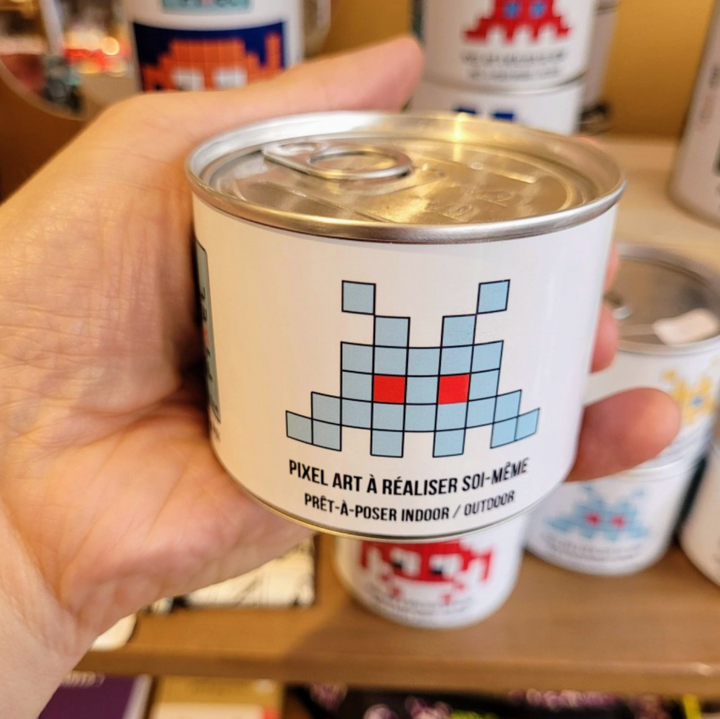 PIXEL ART À RÉALISER SOI-MÊME
PRÊT-À-POSER INDOOR / OUTDOOR